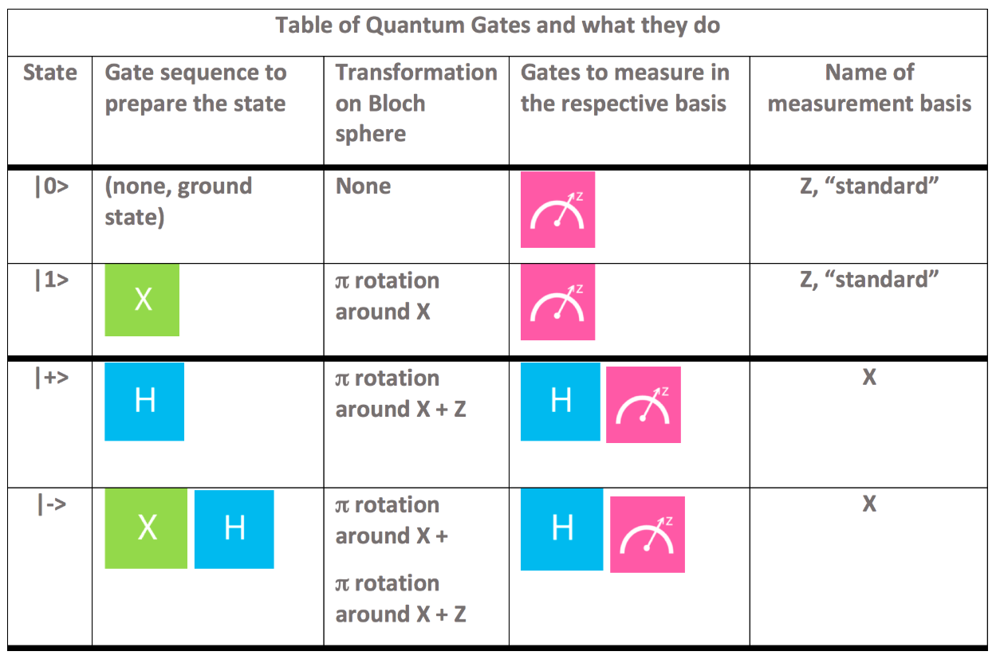 Table of Quantum Gates and what they do
State
Gate sequence to
prepare the state
Transformation
on Bloch
sphere
Gates to measure in
the respective basis
Name of
measurement basis
|0>
(none, ground
state)
None
Z
Z, “standard”
|1>
X
π rotation
around X
Z
Z, “standard”
|+>
H
π rotation
around X + Z
H
Z
X
|->
X
H
π rotation
around X +
π rotation
around X + Z
H
Z
X